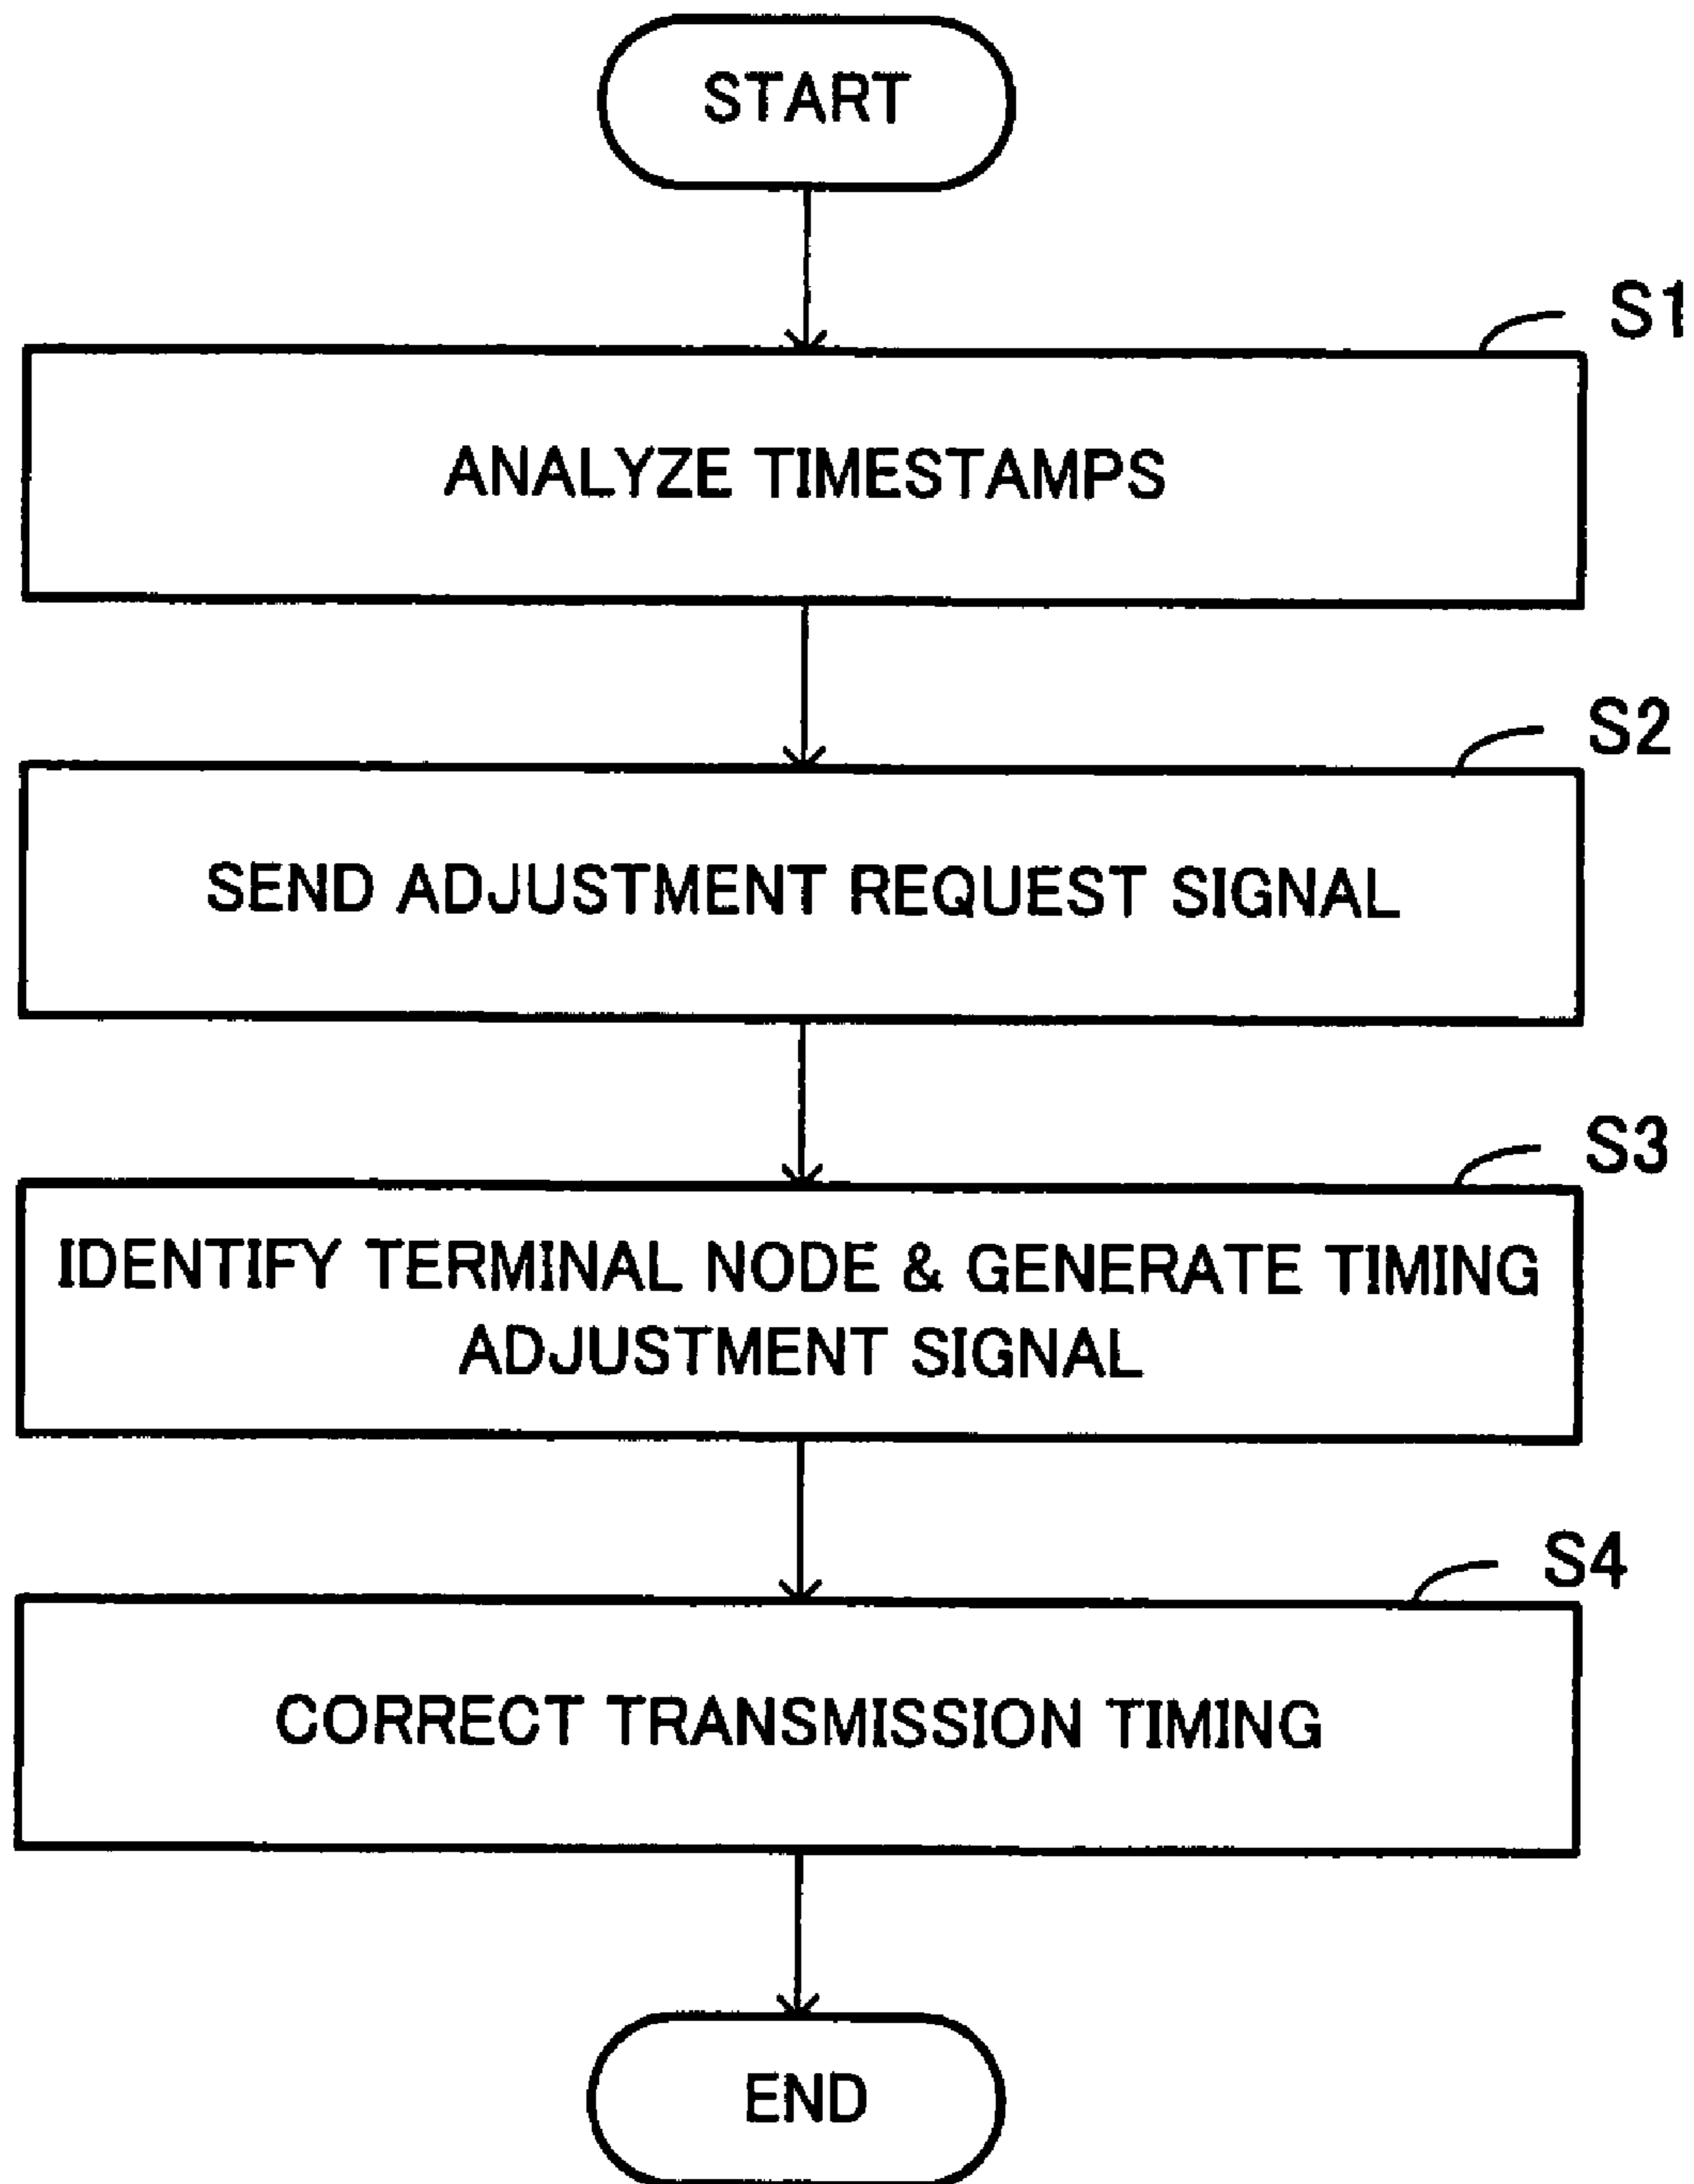 START
S1
ANALYZE TIMESTAMPS
S2
SEND ADJUSTMENT REQUEST SIGNAL
S3
IDENTIFY TERMINAL NODE & GENERATE TIMING
ADJUSTMENT SIGNAL
S4
CORRECT TRANSMISSION TIMING
END